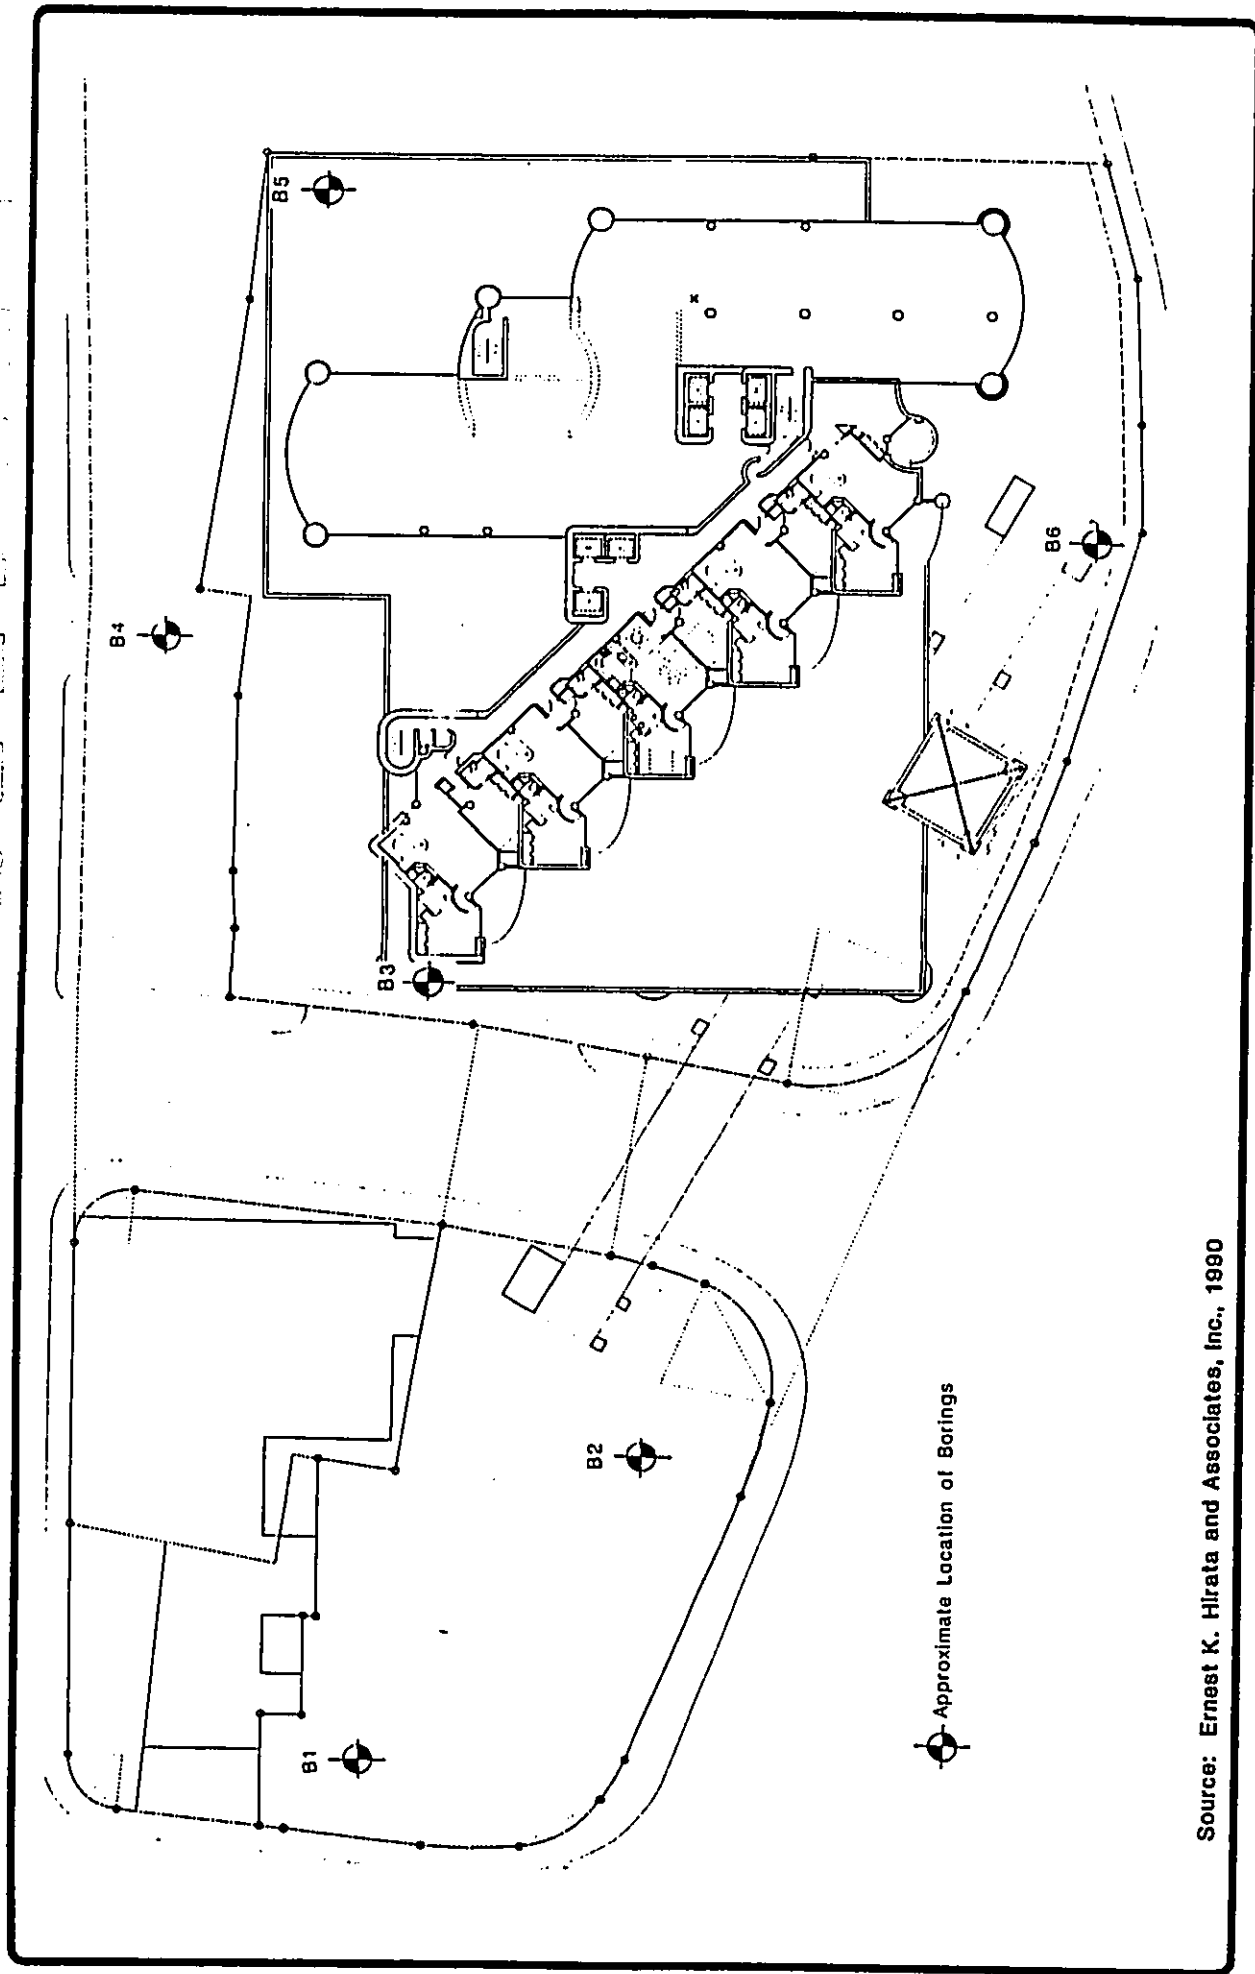 B1
B2
B3
B4
B5
B6
Approximate Location of Borings
Source: Ernest K. Hirata and Associates, Inc., 1990